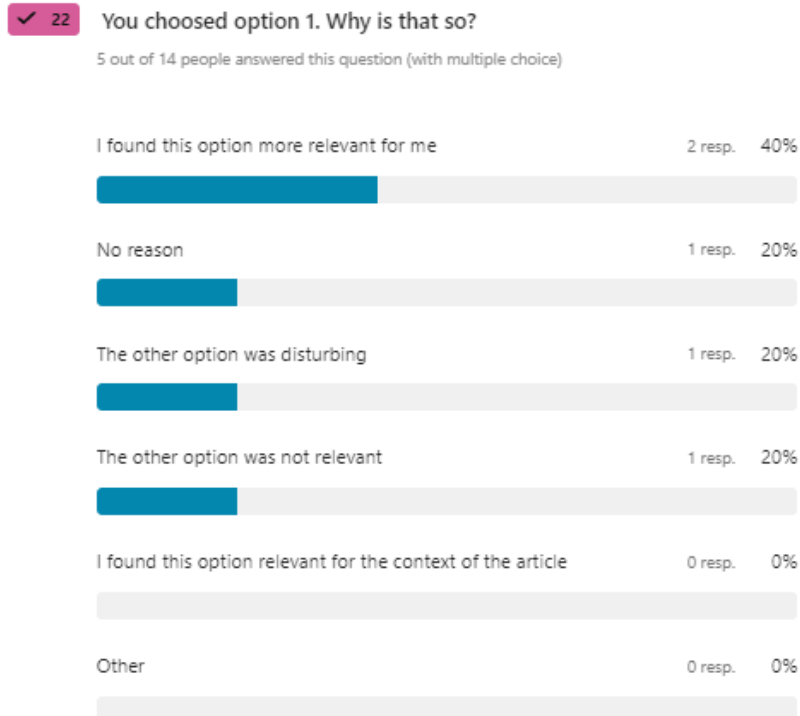 22 You choosed option 1. Why is that so?
5 out of 14 people answered this question (with multiple choice)
I found this option more relevant for me 2 resp. 40%
No reason 1 resp. 20%
The other option was disturbing 1 resp. 20%
The other option was not relevant 1 resp. 20%
I found this option relevant for the context of the article 0 resp. 0%
Other 0 resp. 0%